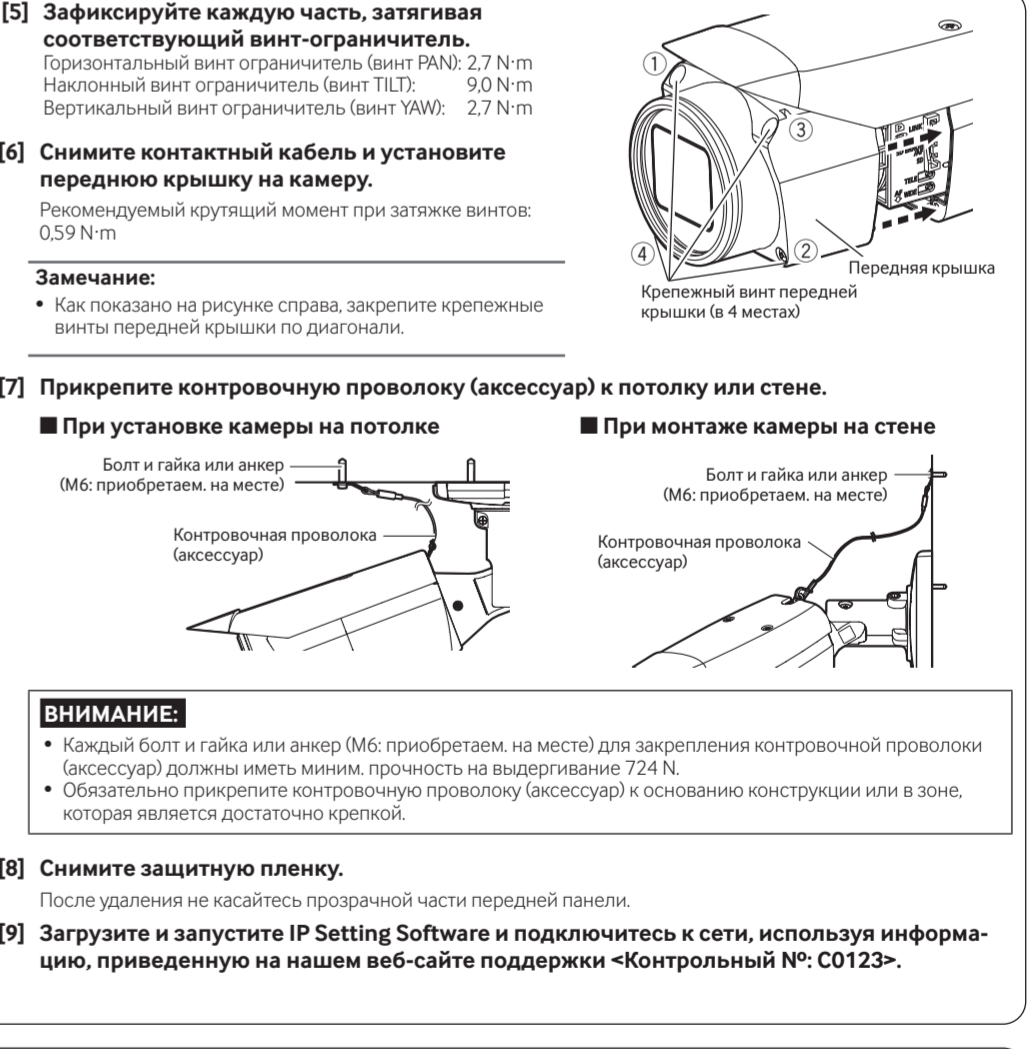 [5] Зафиксируйте каждую часть, затягивая
соответствующий винт-ограничитель.
Горизонтальный винт ограничитель (винт PAN): 2,7 N·m
Наклонный винт ограничитель (винт TILT): 9,0 N·m
Вертикальный винт ограничитель (винт YAW): 2,7 N·m
[6] Снимите контактный кабель и установите
переднюю крышку на камеру.
Рекомендуемый крутящий момент при затяжке винтов:
0,59 N·m
Замечание:
• Как показано на рисунке справа, закрепите крепежные
винты передней крышки по диагонали.
①
③
LINK
SD
TELE
AF
WIDE
④
②
Передняя крышка
Крепежный винт передней
крышки (в 4 местах)
[7] Прикрепите контровочную проволоку (аксессуар) к потолку или стене.
■ При установке камеры на потолке
Болт и гайка или анкер
(М6: приобретаем. на месте)
Контровочная проволока
(аксессуар)
■ При монтаже камеры на стене
Болт и гайка или анкер
(М6: приобретаем. на месте)
Контровочная проволока
(аксессуар)
ВНИМАНИЕ:
• Каждый болт и гайка или анкер (М6: приобретаем. на месте) для закрепления контровочной проволоки
(аксессуар) должны иметь миним. прочность на выдергивание 724 N.
• Обязательно прикрепите контровочную проволоку (аксессуар) к основанию конструкции или в зоне,
которая является достаточно крепкой.
[8] Снимите защитную пленку.
После удаления не касайтесь прозрачной части передней панели.
[9] Загрузите и запустите IP Setting Software и подключитесь к сети, используя информа-
цию, приведенную на нашем веб-сайте поддержки <Контрольный №: C0123>.